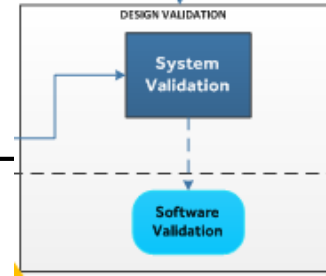 DESIGN VALIDATION
System
Validation
Software
Validation